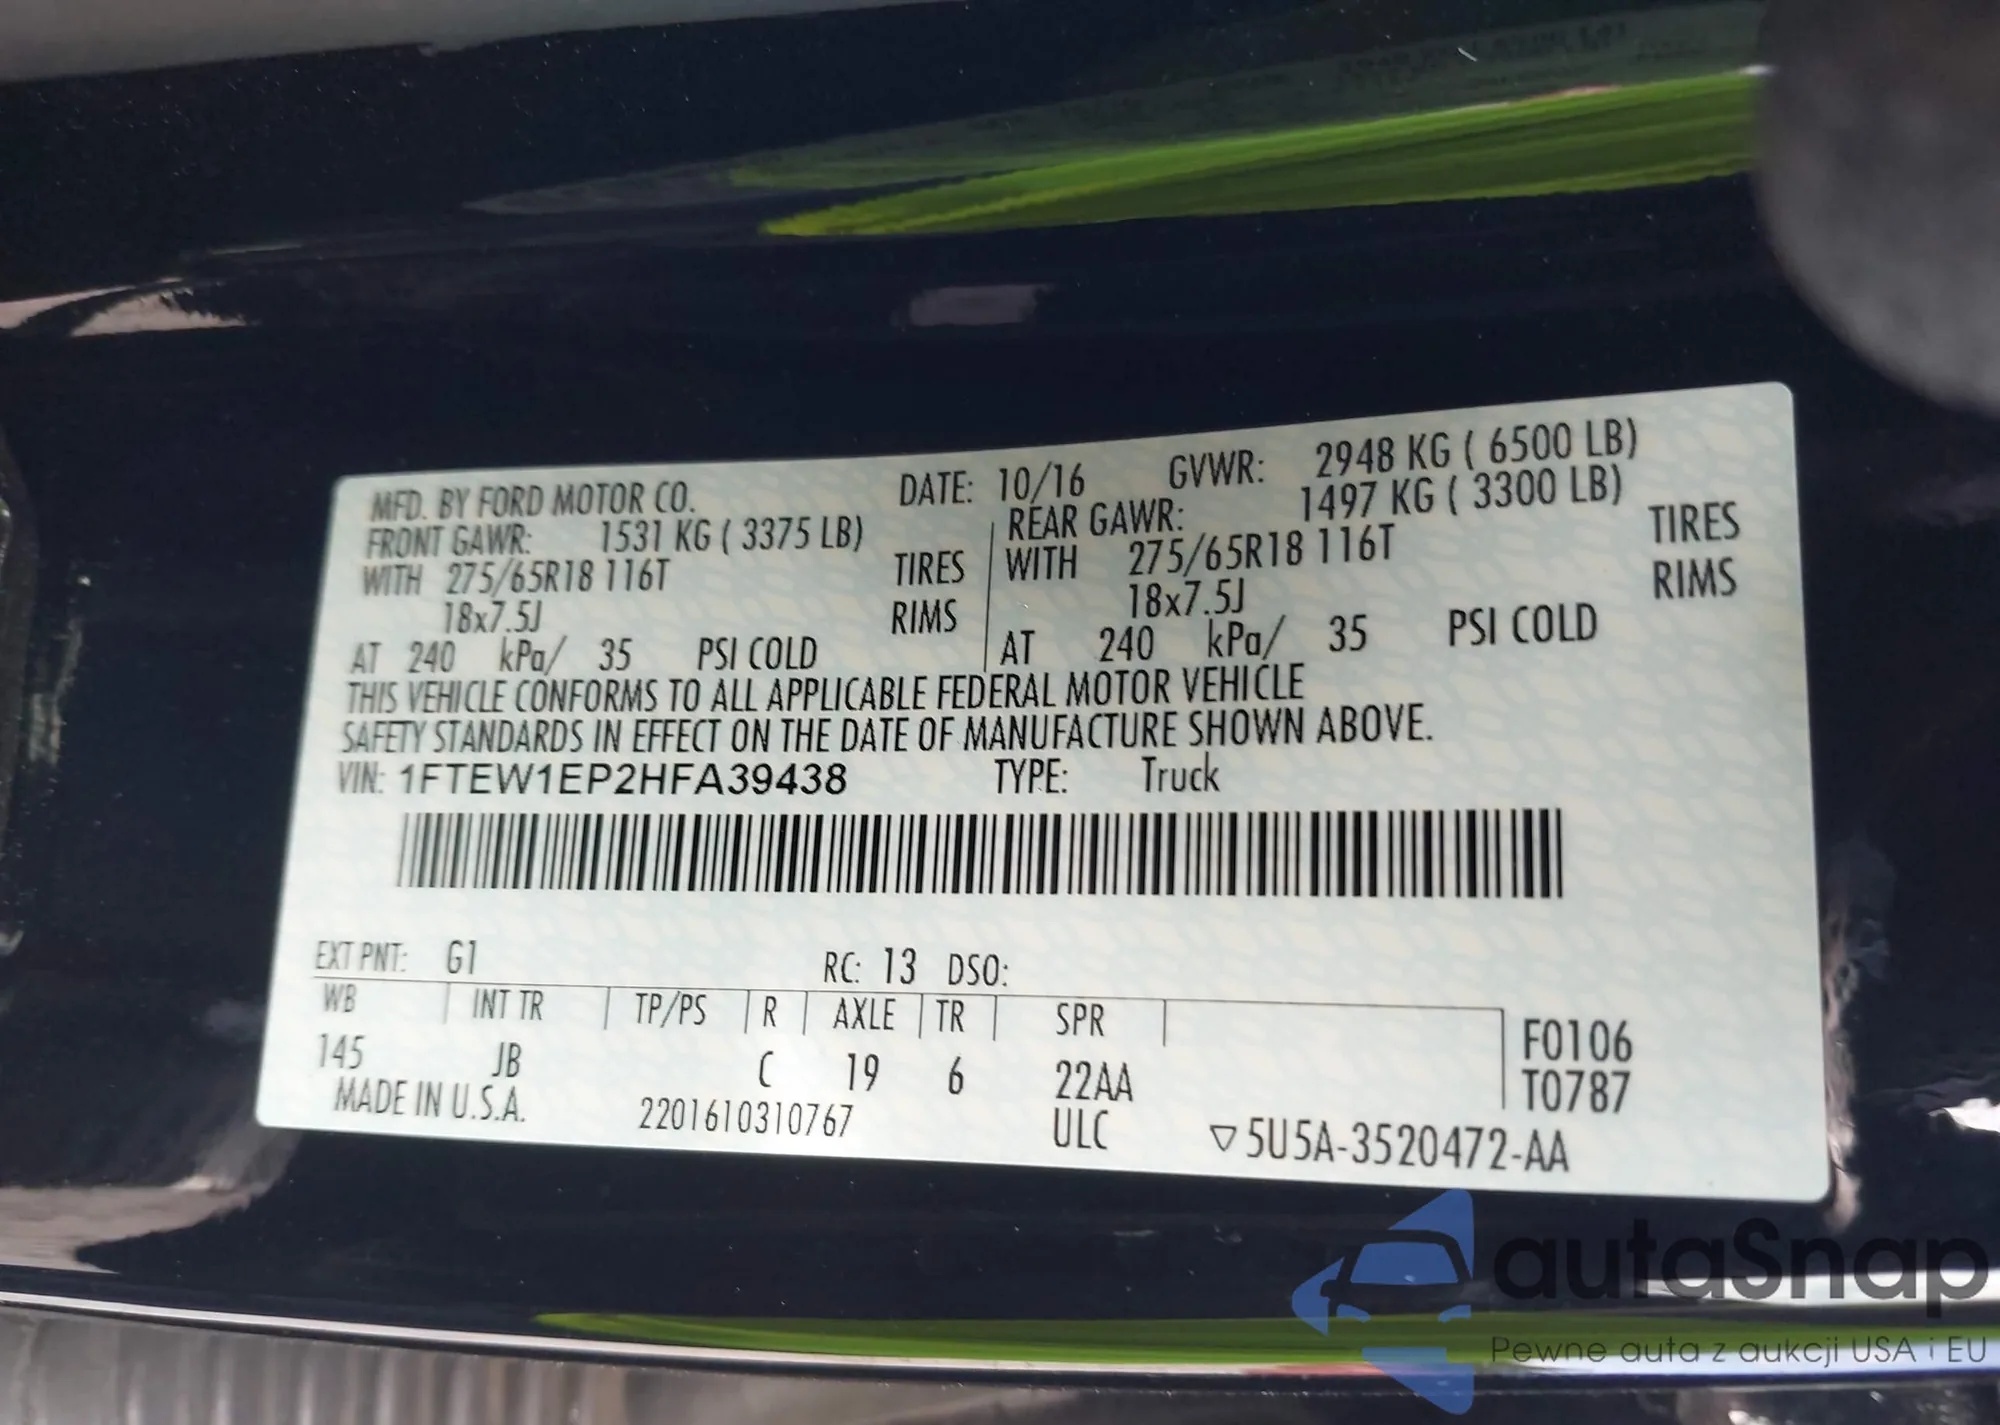 MFD. BY FORD MOTOR CO. DATE: 10/16 GVWR: 2948 KG ( 6500 LB)
FRONT GAWR: 1531 KG ( 3375 LB) REAR GAWR: 1497 KG ( 3300 LB)
WITH 275/65R18 116T TIRES WITH 275/65R18 116T TIRES
18x7.5J RIMS 18x7.5J RIMS
AT 240 kPa/ 35 PSI COLD AT 240 kPa/ 35 PSI COLD
THIS VEHICLE CONFORMS TO ALL APPLICABLE FEDERAL MOTOR VEHICLE
SAFETY STANDARDS IN EFFECT ON THE DATE OF MANUFACTURE SHOWN ABOVE.
VIN: 1FTEW1EP2HFA39438 TYPE: Truck
EXT PNT: G1 RC: 13 DSO:
WB INT TR TP/PS R AXLE TR SPR
F0106
145 JB C 19 6 22AA T0787
MADE IN U.S.A. 2201610310767 ULC ▽5U5A-3520472-AA
autaSnap
Pewne auta z aukcji USA i EU